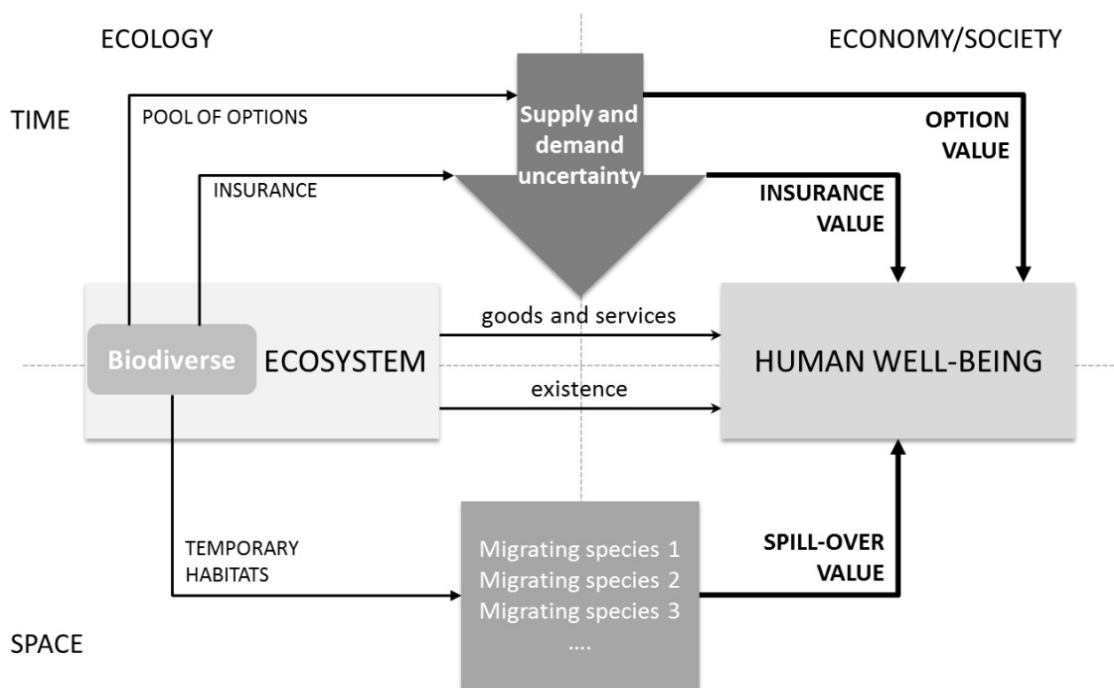 ECOLOGY
ECONOMY/SOCIETY
TIME
POOL OF OPTIONS
Supply and
demand
uncertainty
OPTION
VALUE
INSURANCE
INSURANCE
VALUE
goods and services
Biodiverse
ECOSYSTEM
HUMAN WELL-BEING
existence
TEMPORARY
HABITATS
Migrating species 1
Migrating species 2
Migrating species 3
....
SPILL-OVER
VALUE
SPACE